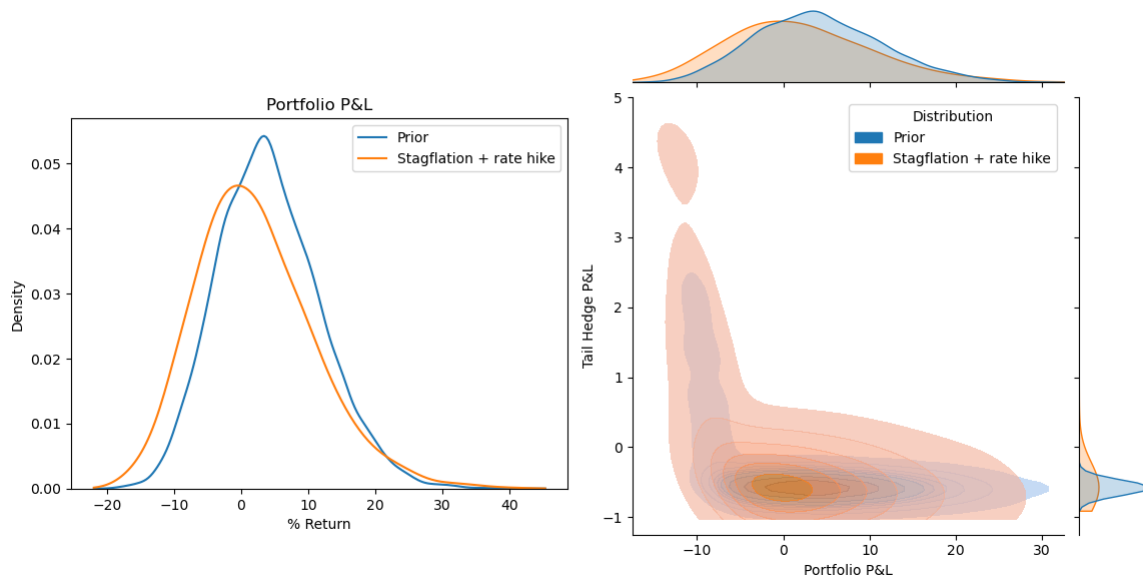 Portfolio P&L
Prior
Stagflation + rate hike
0.05
0.04
0.03
0.02
0.01
0.00
Density
-20
-10
0
10
20
30
40
% Return
Distribution
Prior
Stagflation + rate hike
5
4
3
2
1
0
−1
Tail Hedge P&L
−10
0
10
20
30
Portfolio P&L